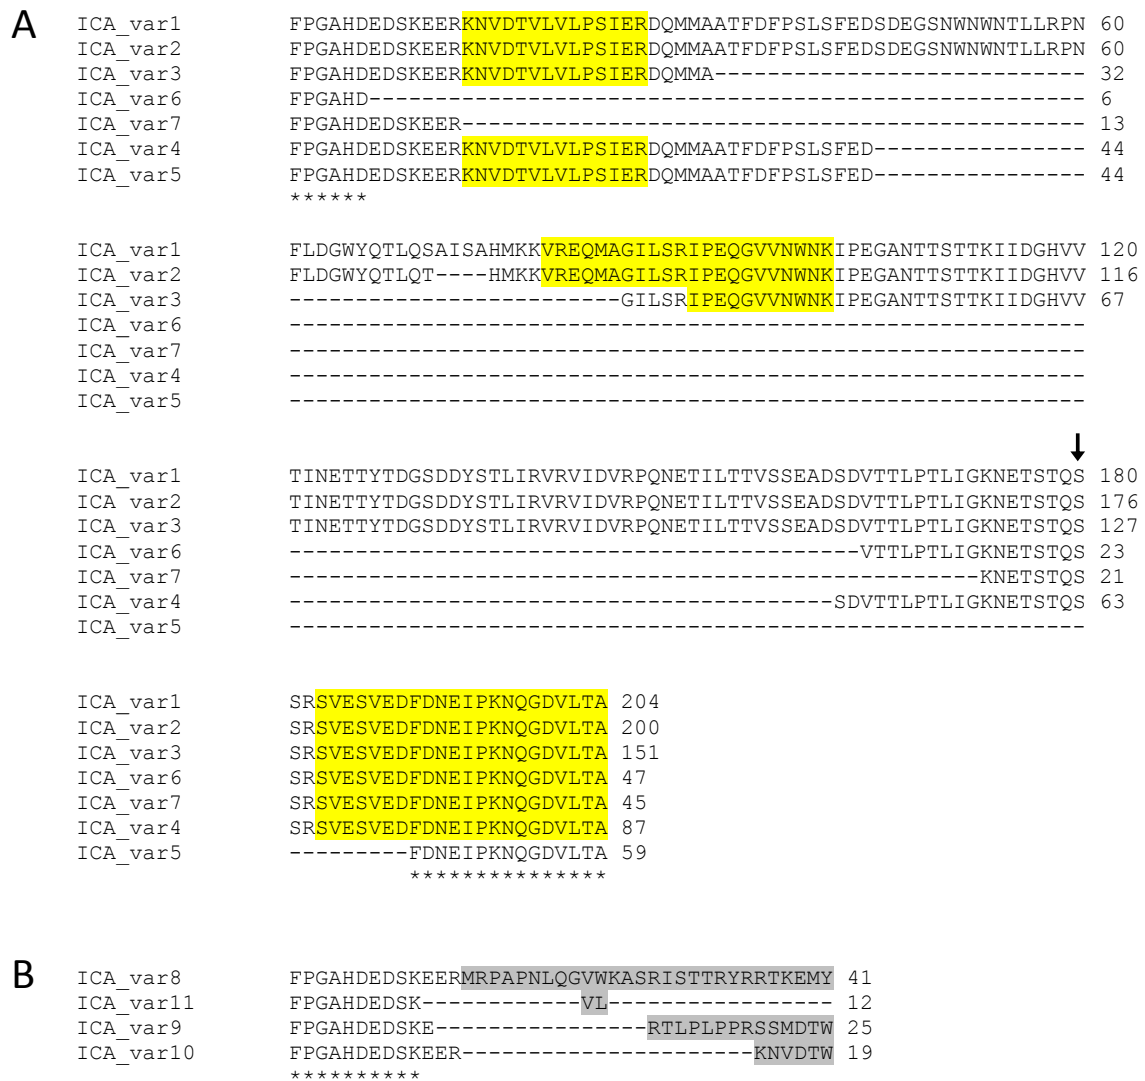 A ICA_var1 FPGAHDEDSKEERKNVDTVLVLPSIERDQMMAATFDFPSLSFEDSDEGSNWNWNTLLRPN 60
ICA_var2 FPGAHDEDSKEERKNVDTVLVLPSIERDQMMAATFDFPSLSFEDSDEGSNWNWNTLLRPN 60
ICA_var3 FPGAHDEDSKEERKNVDTVLVLPSIERDQMMA---------------------------- 32
ICA_var6 FPGAHD------------------------------------------------------ 6
ICA_var7 FPGAHDEDSKEER----------------------------------------------- 13
ICA_var4 FPGAHDEDSKEERKNVDTVLVLPSIERDQMMAATFDFPSLSFED---------------- 44
ICA_var5 FPGAHDEDSKEERKNVDTVLVLPSIERDQMMAATFDFPSLSFED---------------- 44
******
ICA_var1 FLDGWYQTLQSAISAHMKKVREQMAGILSRIPEQGVVNWNKIPEGANTTSTTKIIDGHVV 120
ICA_var2 FLDGWYQTLQT----HMKKVREQMAGILSRIPEQGVVNWNKIPEGANTTSTTKIIDGHVV 116
ICA_var3 -------------------------GILSRIPEQGVVNWNKIPEGANTTSTTKIIDGHVV 67
ICA_var6 ------------------------------------------------------------
ICA_var7 ------------------------------------------------------------
ICA_var4 ------------------------------------------------------------
ICA_var5 ------------------------------------------------------------
ICA_var1 TINETTYTDGSDDYSTLIRVRVIDVRPQNETILTTVSSEADSDVTTLPTLIGKNETSTQS 180
ICA_var2 TINETTYTDGSDDYSTLIRVRVIDVRPQNETILTTVSSEADSDVTTLPTLIGKNETSTQS 176
ICA_var3 TINETTYTDGSDDYSTLIRVRVIDVRPQNETILTTVSSEADSDVTTLPTLIGKNETSTQS 127
ICA_var6 -------------------------------------------VTTLPTLIGKNETSTQS 23
ICA_var7 ----------------------------------------------------KNETSTQS 21
ICA_var4 -----------------------------------------SDVTTLPTLIGKNETSTQS 63
ICA_var5 ------------------------------------------------------------
ICA_var1 SRSVESVEDFDNEIPKNQGDVLTA 204
ICA_var2 SRSVESVEDFDNEIPKNQGDVLTA 200
ICA_var3 SRSVESVEDFDNEIPKNQGDVLTA 151
ICA_var6 SRSVESVEDFDNEIPKNQGDVLTA 47
ICA_var7 SRSVESVEDFDNEIPKNQGDVLTA 45
ICA_var4 SRSVESVEDFDNEIPKNQGDVLTA 87
ICA_var5 ---------FDNEIPKNQGDVLTA 59
***************
B ICA_var8 FPGAHDEDSKEERMRPAPNLQGVWKASRISTTRYRRTKEMY 41
ICA_var11 FPGAHDEDSK------------VL----------------- 12
ICA_var9 FPGAHDEDSKE----------------RTLPLPPRSSMDTW 25
ICA_var10 FPGAHDEDSKEER----------------------KNVDTW 19
**********